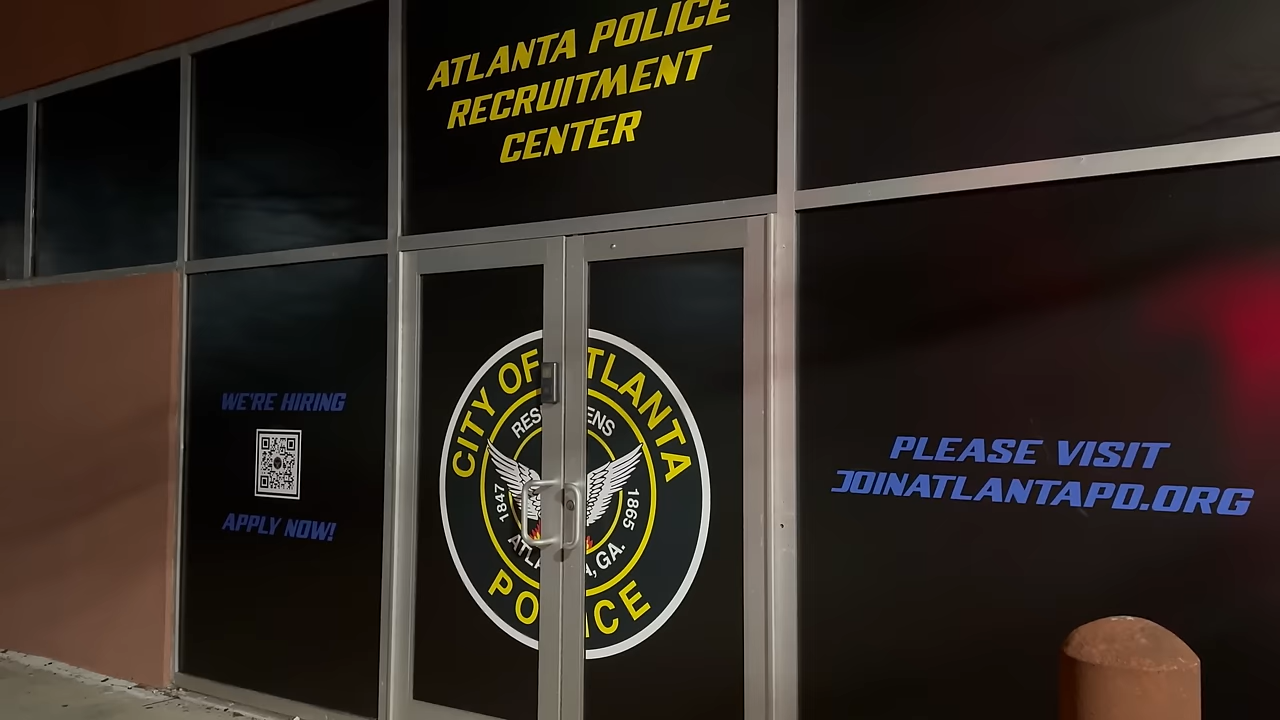 ATLANTA POLICE
RECRUITMENT
CENTER
WE'RE HIRING
APPLY NOW!
CITY OF ATLANTA
1847
1865
GA.
POLICE
PLEASE VISIT
JOINATLANTAPD.ORG